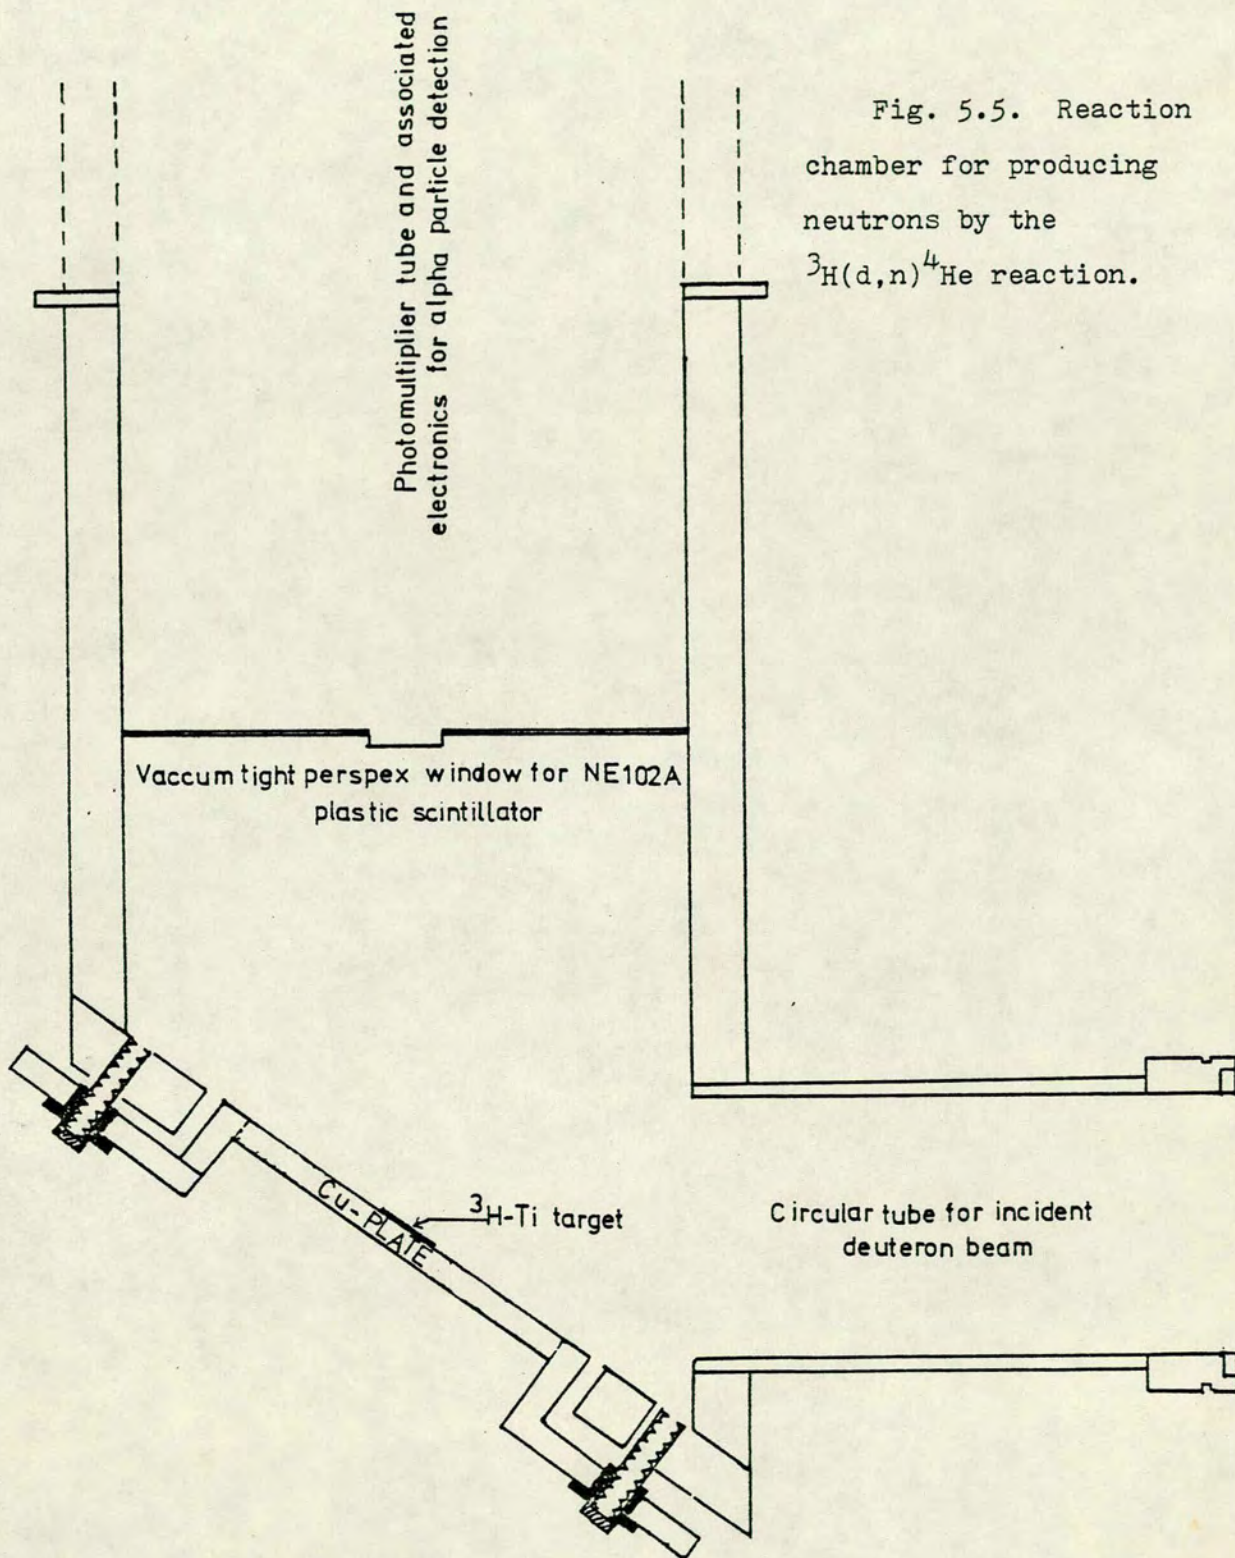 Photomultiplier tube and associated
electronics for alpha particle detection
Fig. 5.5. Reaction
chamber for producing
neutrons by the
³H(d,n)⁴He reaction.
Vaccum tight perspex window for NE102A
plastic scintillator
Cu-PLATE
³H-Ti target
Circular tube for incident
deuteron beam